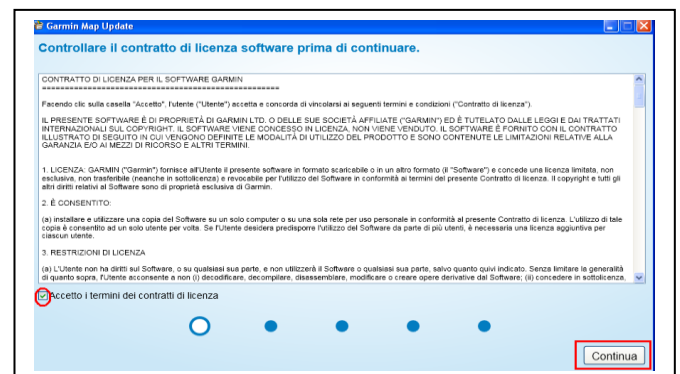 Garmin Map Update
Controllare il contratto di licenza software prima di continuare.
CONTRATTO DI LICENZA PER IL SOFTWARE GARMIN
====================================================
Facendo clic sulla casella "Accetto", l'utente ("Utente") accetta e concorda di vincolarsi ai seguenti termini e condizioni ("Contratto di licenza").
IL PRESENTE SOFTWARE È DI PROPRIETÀ DI GARMIN LTD. O DELLE SUE SOCIETÀ AFFILIATE ("GARMIN") ED È TUTELATO DALLE LEGGI E DAI TRATTATI
INTERNAZIONALI SUL COPYRIGHT. IL SOFTWARE VIENE CONCESSO IN LICENZA, NON VIENE VENDUTO. IL SOFTWARE È FORNITO CON IL CONTRATTO
ILLUSTRATO DI SEGUITO IN CUI VENGONO DEFINITE LE MODALITÀ DI UTILIZZO DEL PRODOTTO E SONO CONTENUTE LE LIMITAZIONI RELATIVE ALLA
GARANZIA E/O AI MEZZI DI RICORSO E ALTRI TERMINI.
1. LICENZA: GARMIN ("Garmin") fornisce all'Utente il presente software in formato scaricabile o in un altro formato (il "Software") e concede una licenza limitata, non
esclusiva, non trasferibile (neanche in sottolicenza) e revocabile per l'utilizzo del Software in conformità ai termini del presente Contratto di licenza. Il copyright e tutti gli
altri diritti relativi al Software sono di proprietà esclusiva di Garmin.
2. È CONSENTITO:
(a) installare e utilizzare una copia del Software su un solo computer o su una sola rete per uso personale in conformità al presente Contratto di licenza. L'utilizzo di tale
copia è consentito ad un solo utente per volta. Se l'Utente desidera predisporre l'utilizzo del Software da parte di più utenti, è necessaria una licenza aggiuntiva per
ciascun utente.
3. RESTRIZIONI DI LICENZA
(a) L'Utente non ha diritti sul Software, o su qualsiasi sua parte, e non utilizzerà il Software o qualsiasi sua parte, salvo quanto quivi indicato. Senza limitare la generalità
di quanto sopra, l'Utente acconsente a non (i) decodificare, decompilare, disassemblare, modificare o creare opere derivative dal Software; (ii) concedere in sottolicenza,
Accetto i termini dei contratti di licenza
Continua